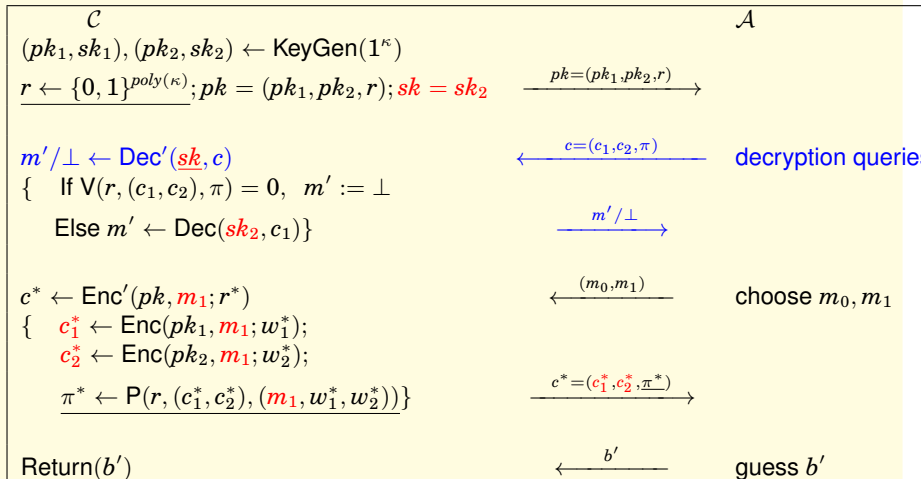 𝒞 𝒜
(pk₁, sk₁), (pk₂, sk₂) ← KeyGen(1^κ)
r ← {0, 1}^{poly(κ)}; pk = (pk₁, pk₂, r); sk = sk₂ pk=(pk₁,pk₂,r)
m′/⊥ ← Dec′(sk, c) c=(c₁,c₂,π) decryption queries
{ If V(r, (c₁, c₂), π) = 0, m′ := ⊥
Else m′ ← Dec(sk₂, c₁)} m′/⊥
c* ← Enc′(pk, m₁; r*) (m₀,m₁) choose m₀, m₁
{ c₁* ← Enc(pk₁, m₁; w₁*);
c₂* ← Enc(pk₂, m₁; w₂*);
π* ← P(r, (c₁*, c₂*), (m₁, w₁*, w₂*))} c*=(c₁*,c₂*,π*)
Return(b′) b′ guess b′